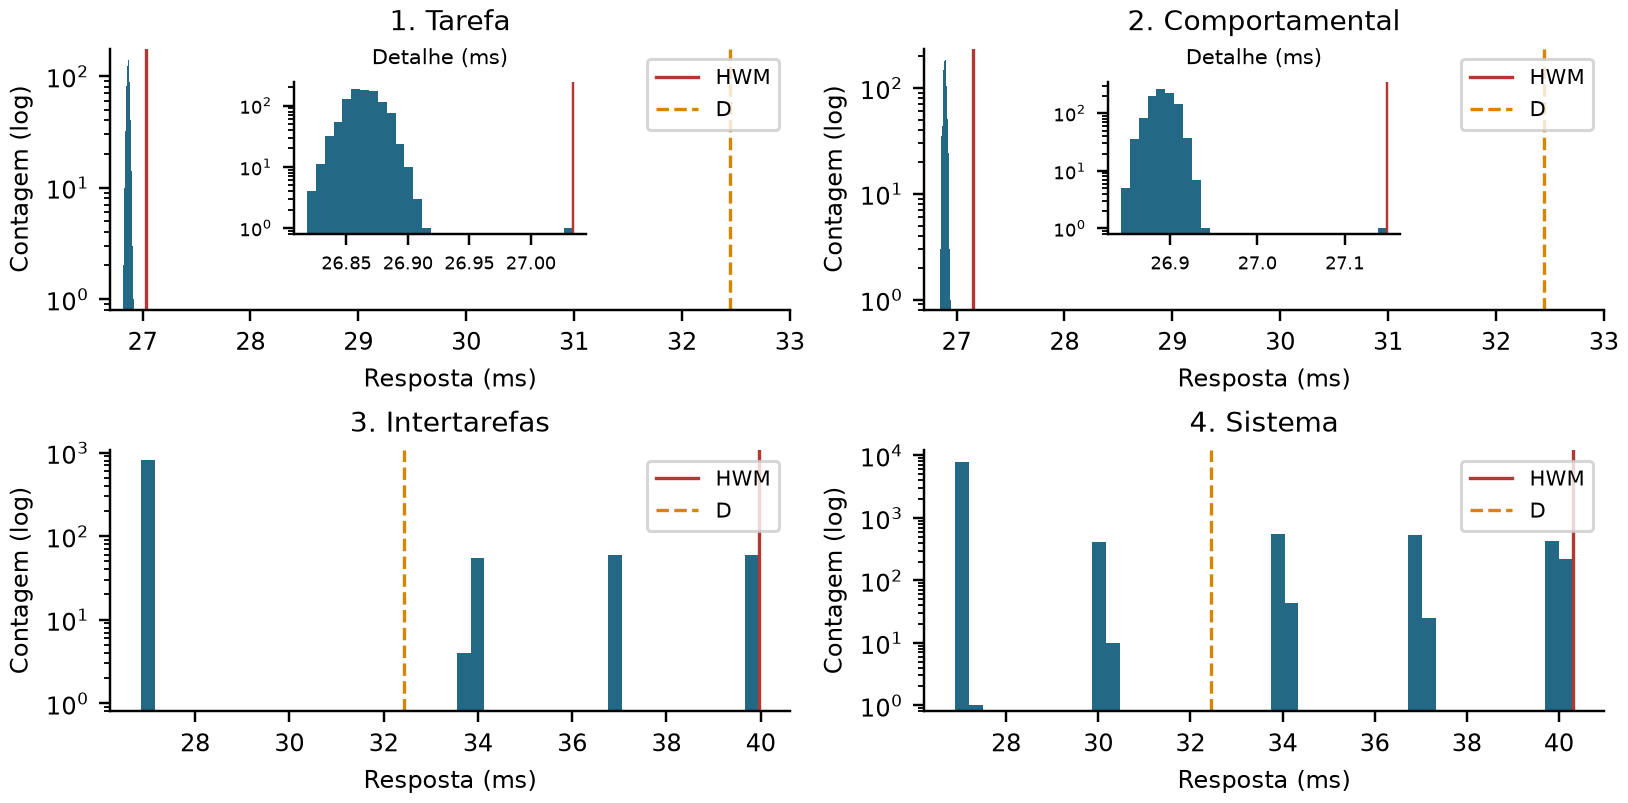 1. Tarefa
Contagem (log)
10²
10¹
10⁰
Detalhe (ms)
10²
10¹
10⁰
26.85 26.90 26.95 27.00
HWM
D
27 28 29 30 31 32 33
Resposta (ms)
2. Comportamental
Contagem (log)
10²
10¹
10⁰
Detalhe (ms)
10²
10¹
10⁰
26.9 27.0 27.1
HWM
D
27 28 29 30 31 32 33
Resposta (ms)
3. Intertarefas
Contagem (log)
10³
10²
10¹
10⁰
HWM
D
28 30 32 34 36 38 40
Resposta (ms)
4. Sistema
Contagem (log)
10⁴
10³
10²
10¹
10⁰
HWM
D
28 30 32 34 36 38 40
Resposta (ms)